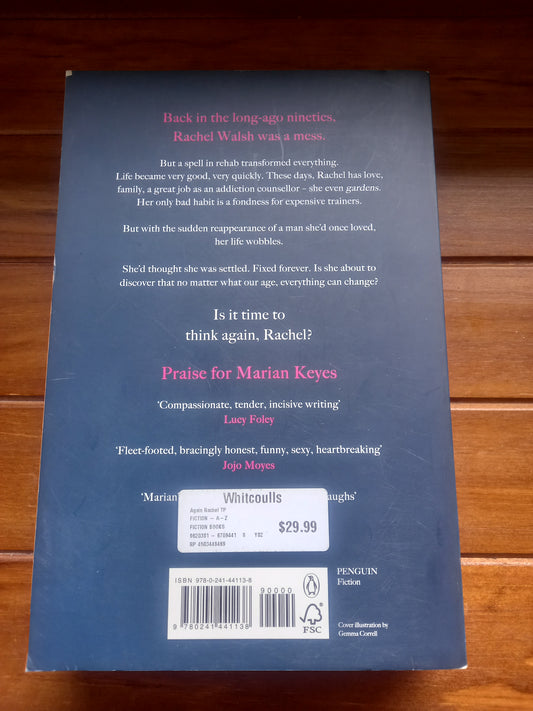 Back in the long-ago nineties,
Rachel Walsh was a mess.
But a spell in rehab transformed everything.
Life became very good, very quickly. These days, Rachel has love,
family, a great job as an addiction counsellor – she even gardens.
Her only bad habit is a fondness for expensive trainers.
But with the sudden reappearance of a man she'd once loved,
her life wobbles.
She'd thought she was settled. Fixed forever. Is she about to
discover that no matter what our age, everything can change?
Is it time to
think again, Rachel?
Praise for Marian Keyes
'Compassionate, tender, incisive writing'
Lucy Foley
'Fleet-footed, bracingly honest, funny, sexy, heartbreaking'
Jojo Moyes
'Marian
aughs'
Whitcoulls
Again Rachel TP
FICTION - A-Z
FICTION BOOKS
$29.99
ISBN 978-0-241-44113-8
90000
9 780241 441138
FSC
PENGUIN
Fiction
Cover illustration by
Gemma Correll